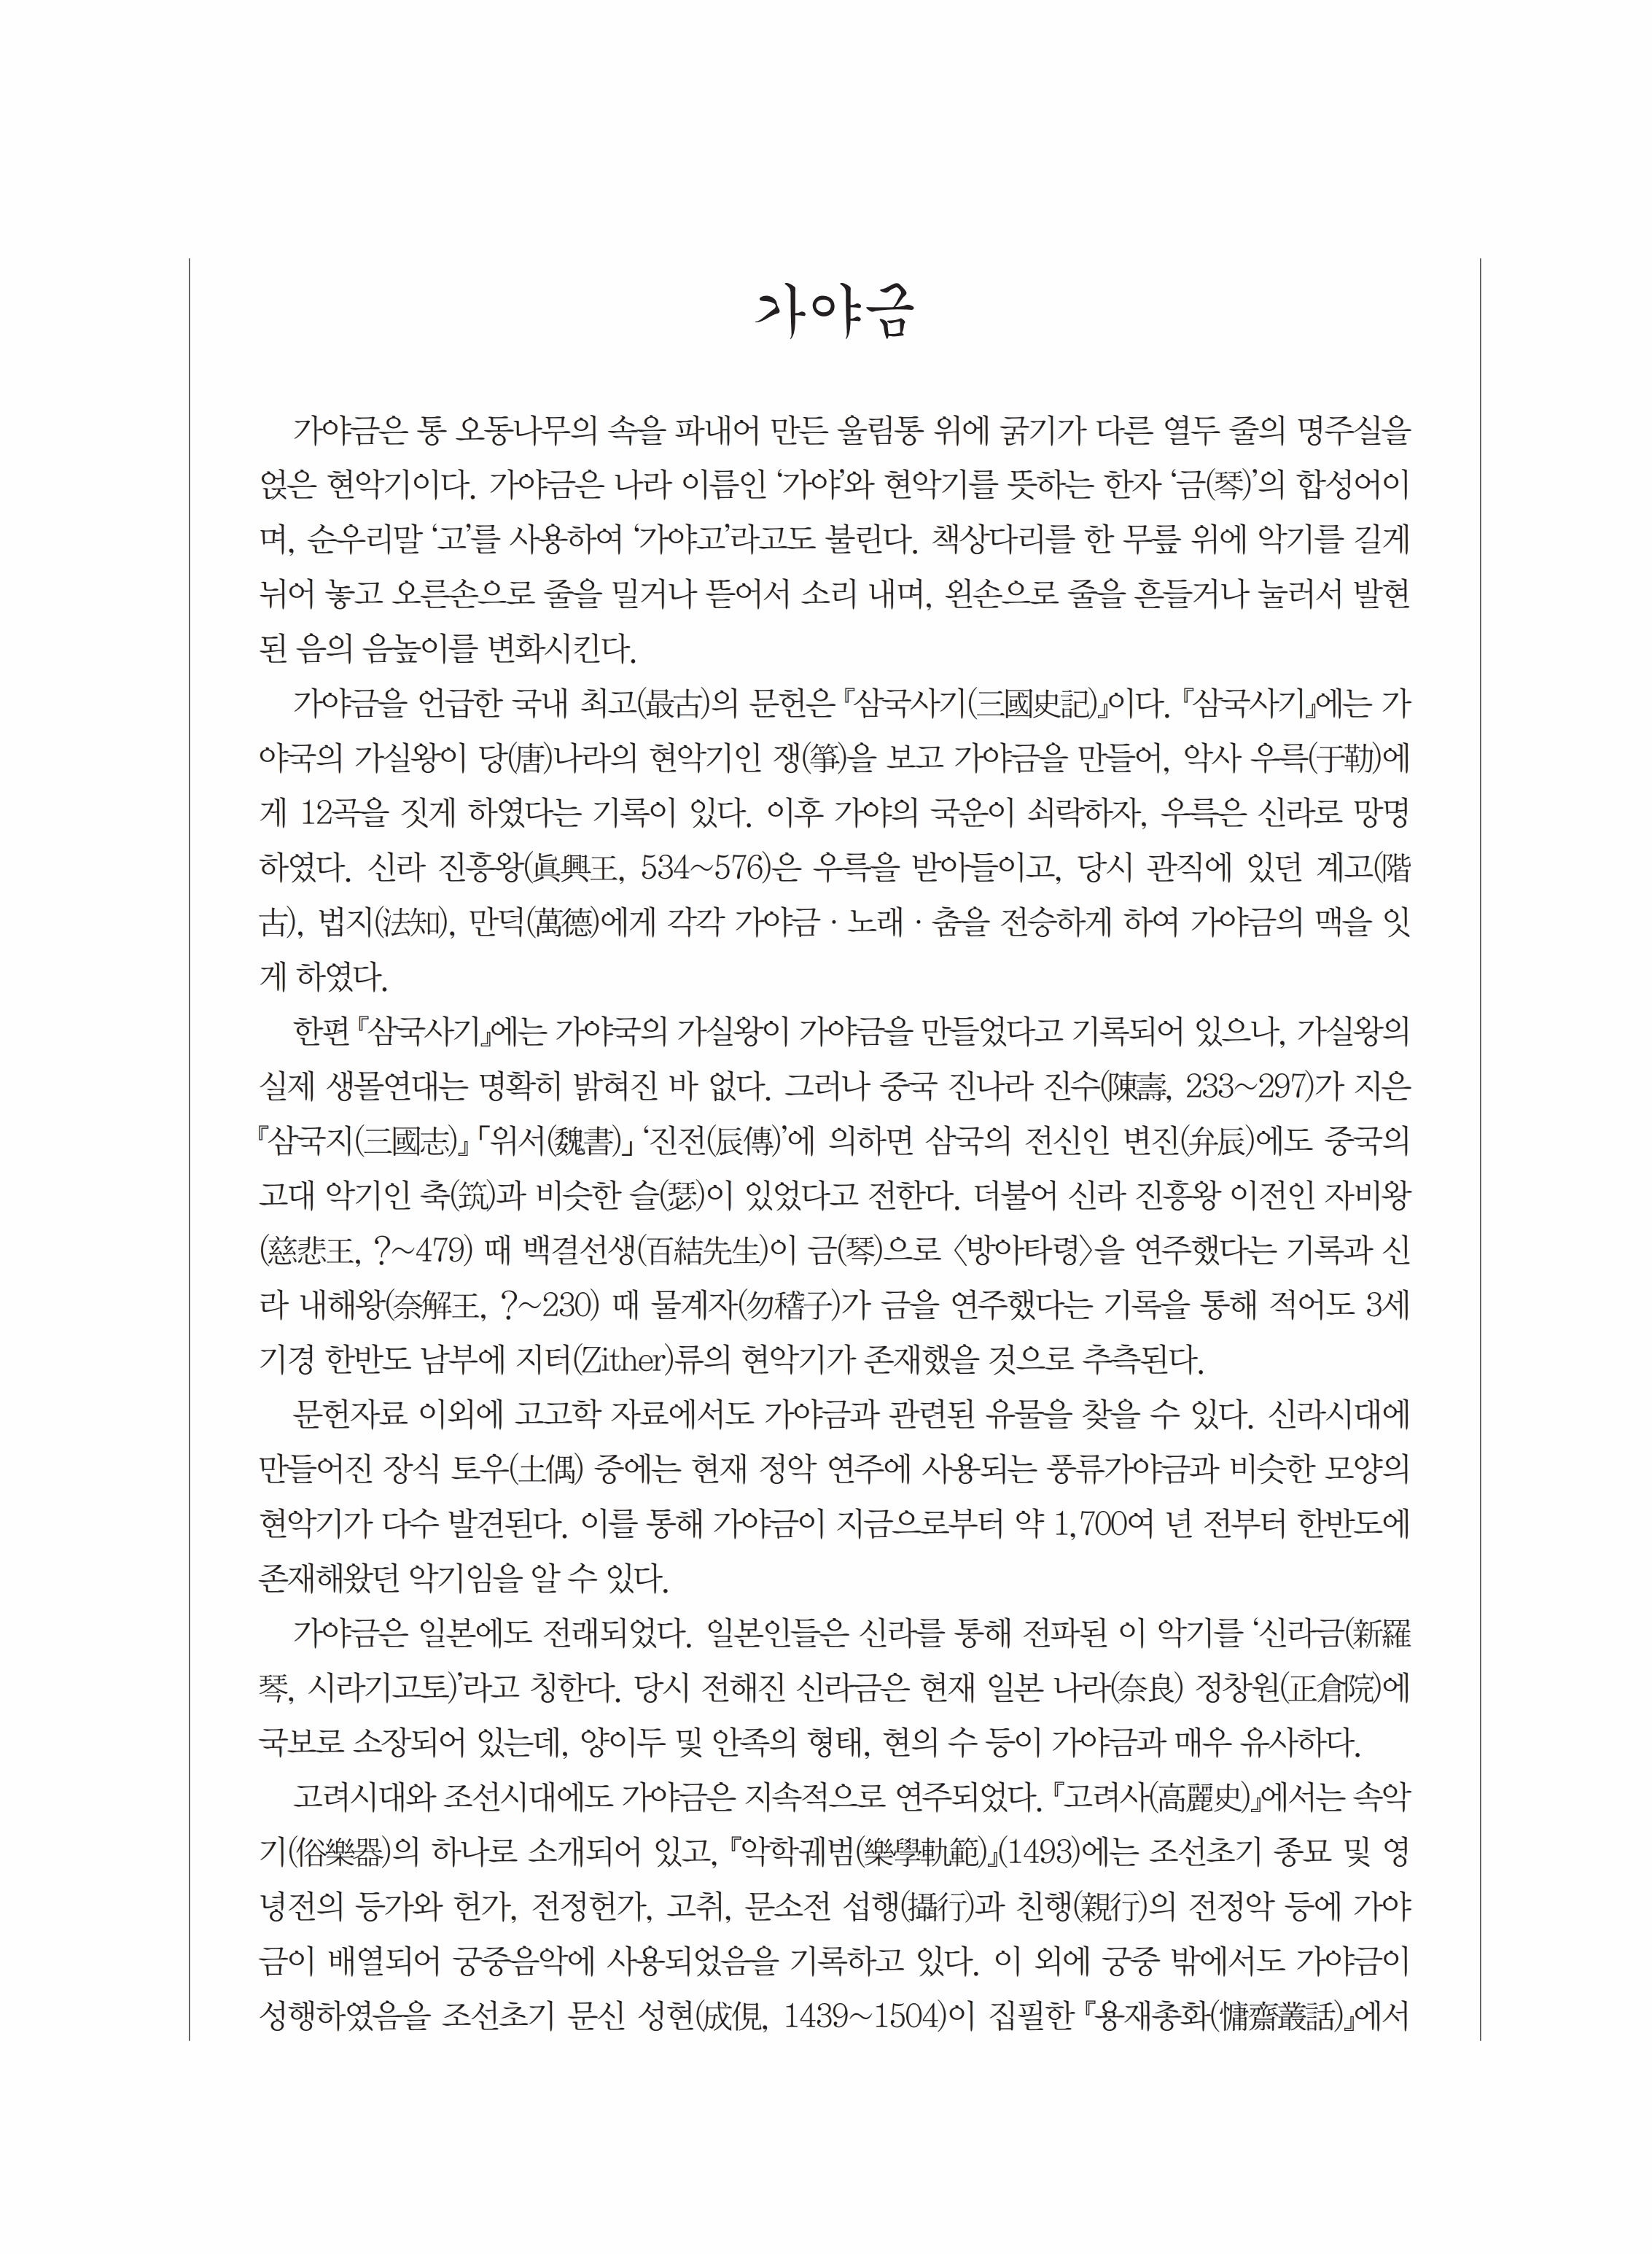 가야금
가야금은 통 오동나무의 속을 파내어 만든 울림통 위에 굵기가 다른 열두 줄의 명주실을
얹은 현악기이다. 가야금은 나라 이름인 ‘가야’와 현악기를 뜻하는 한자 ‘금(琴)’의 합성어이
며, 순우리말 ‘고’를 사용하여 ‘가야고’라고도 불린다. 책상다리를 한 무릎 위에 악기를 길게
뉘어 놓고 오른손으로 줄을 밀거나 뜯어서 소리 내며, 왼손으로 줄을 흔들거나 눌러서 발현
된 음의 음높이를 변화시킨다.
가야금을 언급한 국내 최고(最古)의 문헌은 『삼국사기(三國史記)』이다. 『삼국사기』에는 가
야국의 가실왕이 당(唐)나라의 현악기인 쟁(箏)을 보고 가야금을 만들어, 악사 우륵(于勒)에
게 12곡을 짓게 하였다는 기록이 있다. 이후 가야의 국운이 쇠락하자, 우륵은 신라로 망명
하였다. 신라 진흥왕(眞興王, 534~576)은 우륵을 받아들이고, 당시 관직에 있던 계고(階
古), 법지(法知), 만덕(萬德)에게 각각 가야금 · 노래 · 춤을 전승하게 하여 가야금의 맥을 잇
게 하였다.
한편 『삼국사기』에는 가야국의 가실왕이 가야금을 만들었다고 기록되어 있으나, 가실왕의
실제 생몰연대는 명확히 밝혀진 바 없다. 그러나 중국 진나라 진수(陳壽, 233~297)가 지은
『삼국지(三國志)』 「위서(魏書)」 ‘진전(辰傳)’에 의하면 삼국의 전신인 변진(弁辰)에도 중국의
고대 악기인 축(筑)과 비슷한 슬(瑟)이 있었다고 전한다. 더불어 신라 진흥왕 이전인 자비왕
(慈悲王, ?~479) 때 백결선생(百結先生)이 금(琴)으로 〈방아타령〉을 연주했다는 기록과 신
라 내해왕(奈解王, ?~230) 때 물계자(勿稽子)가 금을 연주했다는 기록을 통해 적어도 3세
기경 한반도 남부에 지터(Zither)류의 현악기가 존재했을 것으로 추측된다.
문헌자료 이외에 고고학 자료에서도 가야금과 관련된 유물을 찾을 수 있다. 신라시대에
만들어진 장식 토우(土偶) 중에는 현재 정악 연주에 사용되는 풍류가야금과 비슷한 모양의
현악기가 다수 발견된다. 이를 통해 가야금이 지금으로부터 약 1,700여 년 전부터 한반도에
존재해왔던 악기임을 알 수 있다.
가야금은 일본에도 전래되었다. 일본인들은 신라를 통해 전파된 이 악기를 ‘신라금(新羅
琴, 시라기고토)’라고 칭한다. 당시 전해진 신라금은 현재 일본 나라(奈良) 정창원(正倉院)에
국보로 소장되어 있는데, 양이두 및 안족의 형태, 현의 수 등이 가야금과 매우 유사하다.
고려시대와 조선시대에도 가야금은 지속적으로 연주되었다. 『고려사(高麗史)』에서는 속악
기(俗樂器)의 하나로 소개되어 있고, 『악학궤범(樂學軌範)』(1493)에는 조선초기 종묘 및 영
녕전의 등가와 헌가, 전정헌가, 고취, 문소전 섭행(攝行)과 친행(親行)의 전정악 등에 가야
금이 배열되어 궁중음악에 사용되었음을 기록하고 있다. 이 외에 궁중 밖에서도 가야금이
성행하였음을 조선초기 문신 성현(成俔, 1439~1504)이 집필한 『용재총화(慵齋叢話)』에서